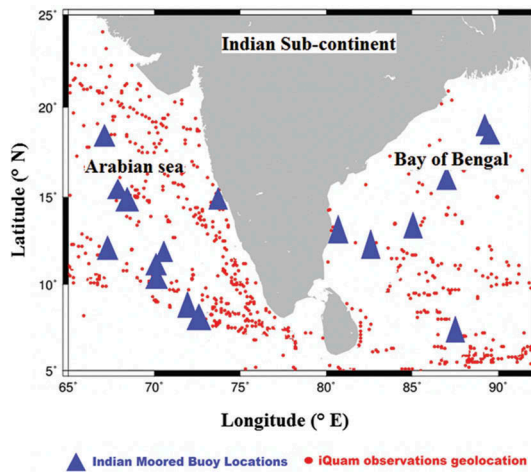 25°
Indian Sub-continent
20°
Arabian sea
Bay of Bengal
15°
10°
5°
65°
70°
75°
80°
85°
90°
Latitude (° N)
Longitude (° E)
Indian Moored Buoy Locations
iQuam observations geolocation